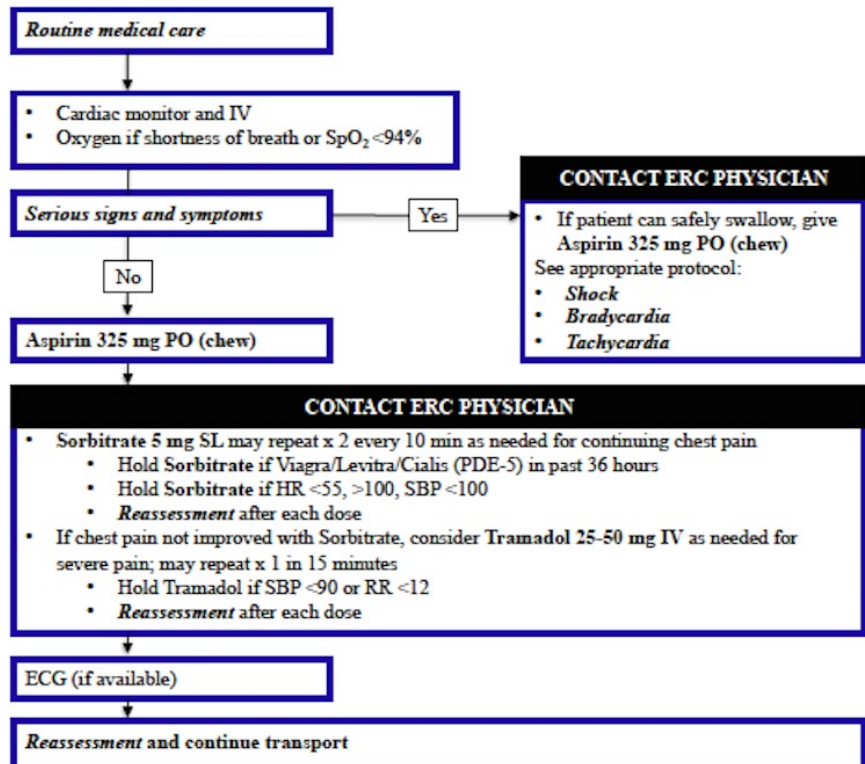 Routine medical care
• Cardiac monitor and IV
• Oxygen if shortness of breath or SpO₂ <94%
Serious signs and symptoms
Yes
CONTACT ERC PHYSICIAN
• If patient can safely swallow, give
Aspirin 325 mg PO (chew)
See appropriate protocol:
• Shock
• Bradycardia
• Tachycardia
No
Aspirin 325 mg PO (chew)
CONTACT ERC PHYSICIAN
• Sorbitrate 5 mg SL may repeat x 2 every 10 min as needed for continuing chest pain
• Hold Sorbitrate if Viagra/Levitra/Cialis (PDE-5) in past 36 hours
• Hold Sorbitrate if HR <55, >100, SBP <100
• Reassessment after each dose
• If chest pain not improved with Sorbitrate, consider Tramadol 25-50 mg IV as needed for
severe pain; may repeat x 1 in 15 minutes
• Hold Tramadol if SBP <90 or RR <12
• Reassessment after each dose
ECG (if available)
Reassessment and continue transport